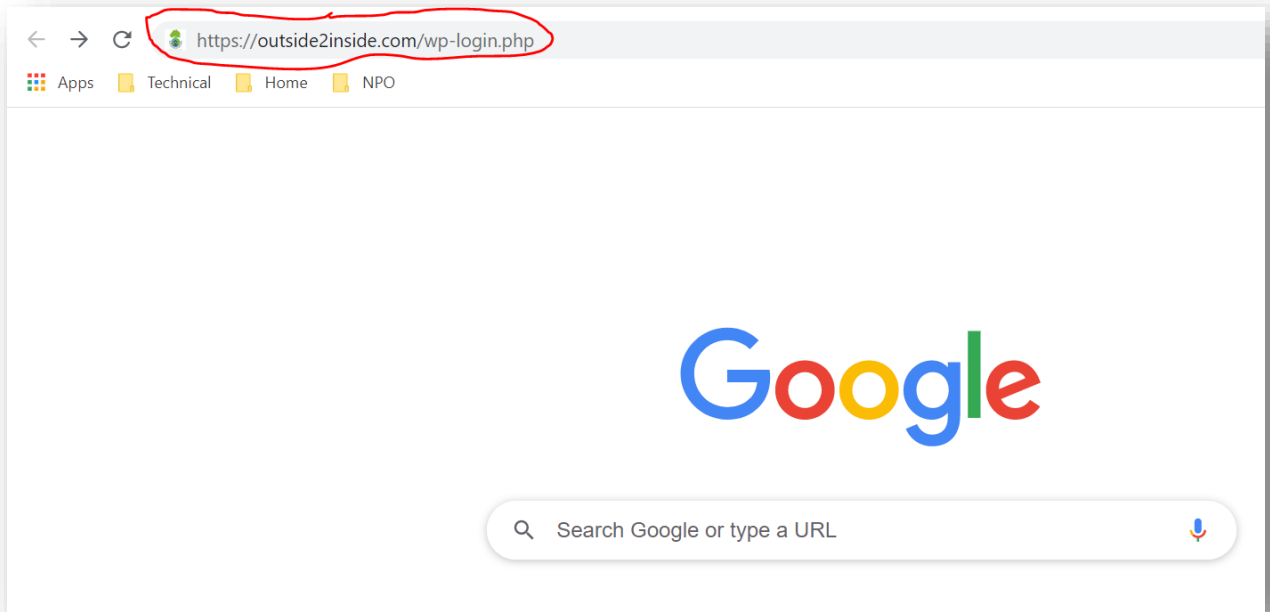 https://outside2inside.com/wp-login.php
Apps Technical Home NPO
Google
Search Google or type a URL